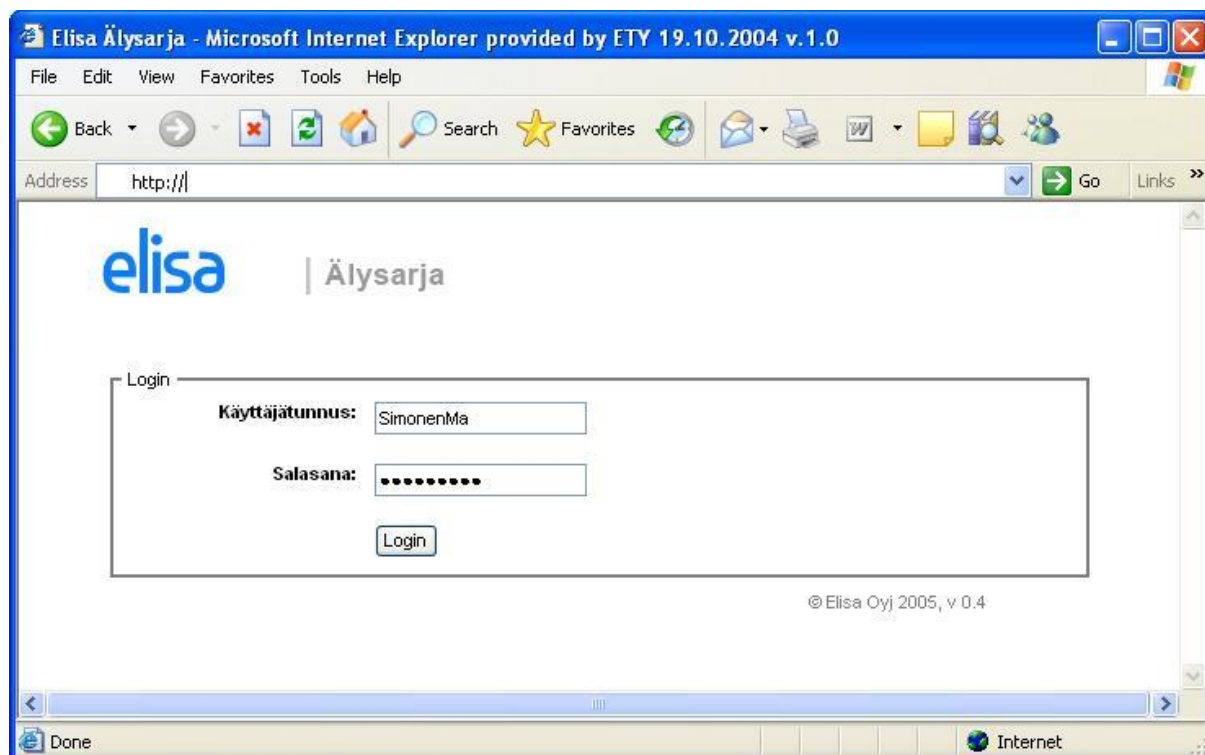 Elisa Älysarja - Microsoft Internet Explorer provided by ETY 19.10.2004 v.1.0
File Edit View Favorites Tools Help
Back Search Favorites W
Address http:// Go Links »
elisa | Älysarja
Login
Käyttäjätunnus: SimonenMa
Salasana: •••••••••
Login
© Elisa Oyj 2005, v 0.4
Done Internet